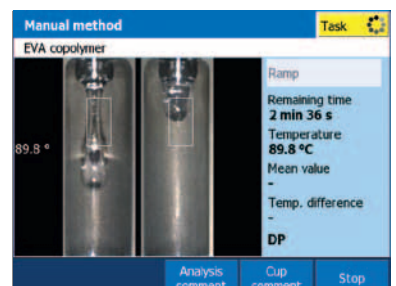 Manual method
Task
EVA copolymer
89.8 °
Ramp
Remaining time
2 min 36 s
Temperature
89.8 °C
Mean value
-
Temp. difference
-
DP
Analysis
comment
Cup
comment
Stop